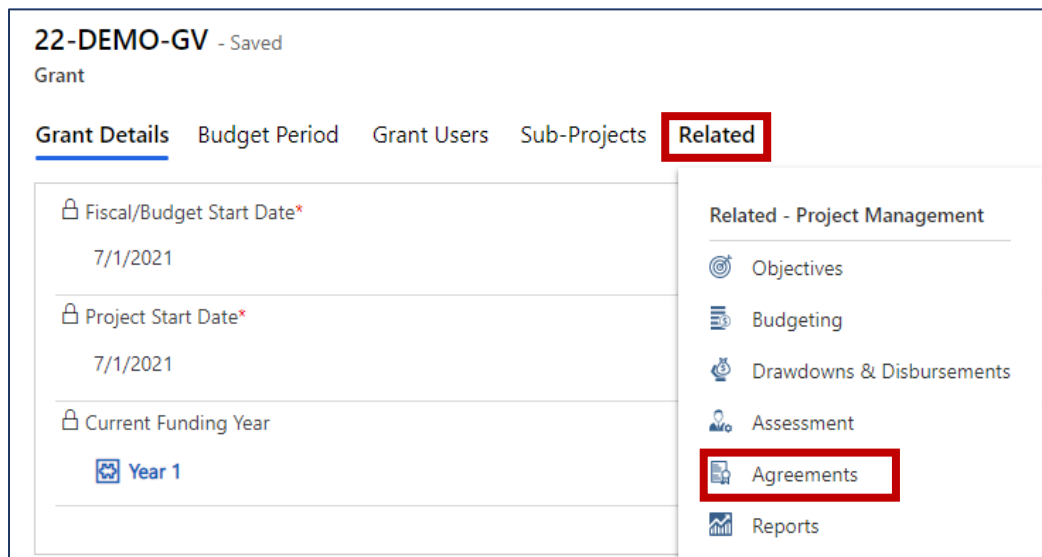 22-DEMO-GV - Saved
Grant
Grant Details Budget Period Grant Users Sub-Projects Related
Fiscal/Budget Start Date*
7/1/2021
Project Start Date*
7/1/2021
Current Funding Year
Year 1
Related - Project Management
Objectives
Budgeting
Drawdowns & Disbursements
Assessment
Agreements
Reports